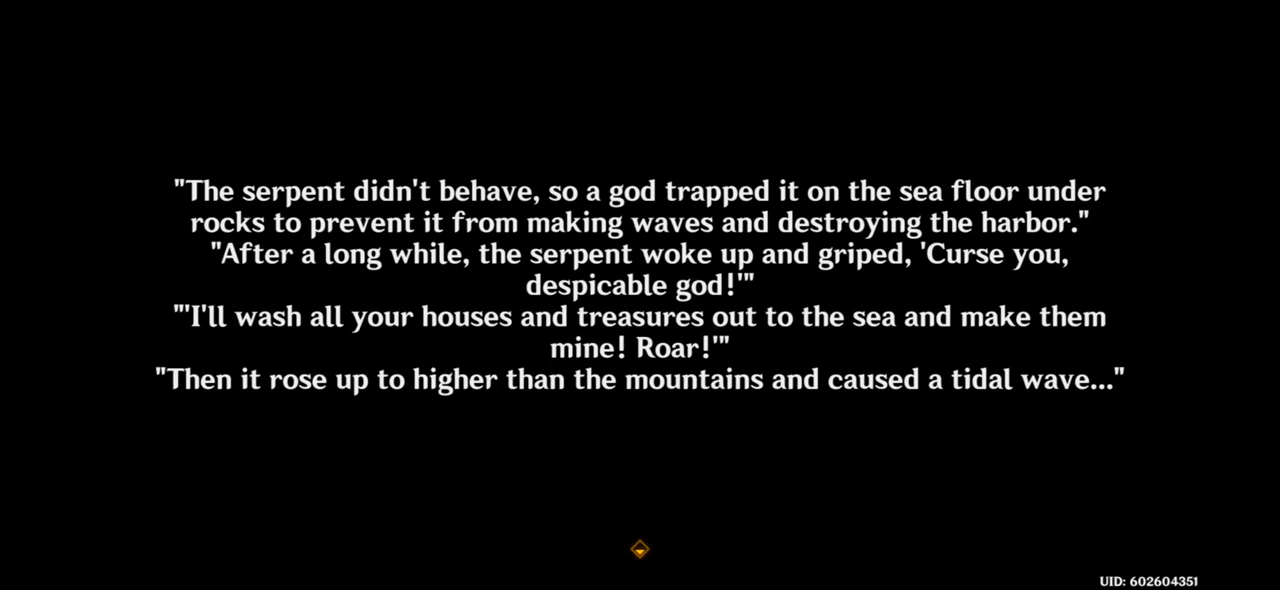 "The serpent didn't behave, so a god trapped it on the sea floor under
rocks to prevent it from making waves and destroying the harbor."
"After a long while, the serpent woke up and griped, 'Curse you,
despicable god!'"
"'I'll wash all your houses and treasures out to the sea and make them
mine! Roar!'"
"Then it rose up to higher than the mountains and caused a tidal wave..."
UID: 602604351